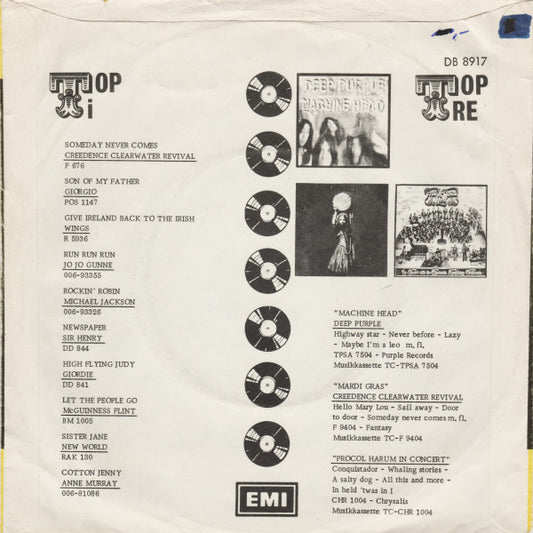 DB 8917
TOP
i
TOP
RE
DEEP PURPLE
MACHINE HEAD
SOMEDAY NEVER COMES
CREEDENCE CLEARWATER REVIVAL
F 676
SON OF MY FATHER
GIORGIO
POS 1147
GIVE IRELAND BACK TO THE IRISH
WINGS
R 5936
RUN RUN RUN
JO JO GUNNE
006-93355
ROCKIN' ROBIN
MICHAEL JACKSON
006-93326
NEWSPAPER
SIR HENRY
DD 844
HIGH FLYING JUDY
GIORDIE
DD 841
LET THE PEOPLE GO
McGUINNESS FLINT
BM 1005
SISTER JANE
NEW WORLD
RAK 130
COTTON JENNY
ANNE MURRAY
006-81086
"MACHINE HEAD"
DEEP PURPLE
Highway star - Never before - Lazy
- Maybe I'm a leo m. fl.
TPSA 7504 - Purple Records
Musikkassette TC-TPSA 7504
"MARDI GRAS"
CREEDENCE CLEARWATER REVIVAL
Hello Mary Lou - Sail away - Door
to door - Someday never comes m. fl.
F 9404 - Fantasy
Musikkassette TC-F 9404
"PROCOL HARUM IN CONCERT"
Conquistador - Whaling stories -
A salty dog - All this and more -
In held 'twas in I
CHR 1004 - Chrysalis
Musikkassette TC-CHR 1004
EMI